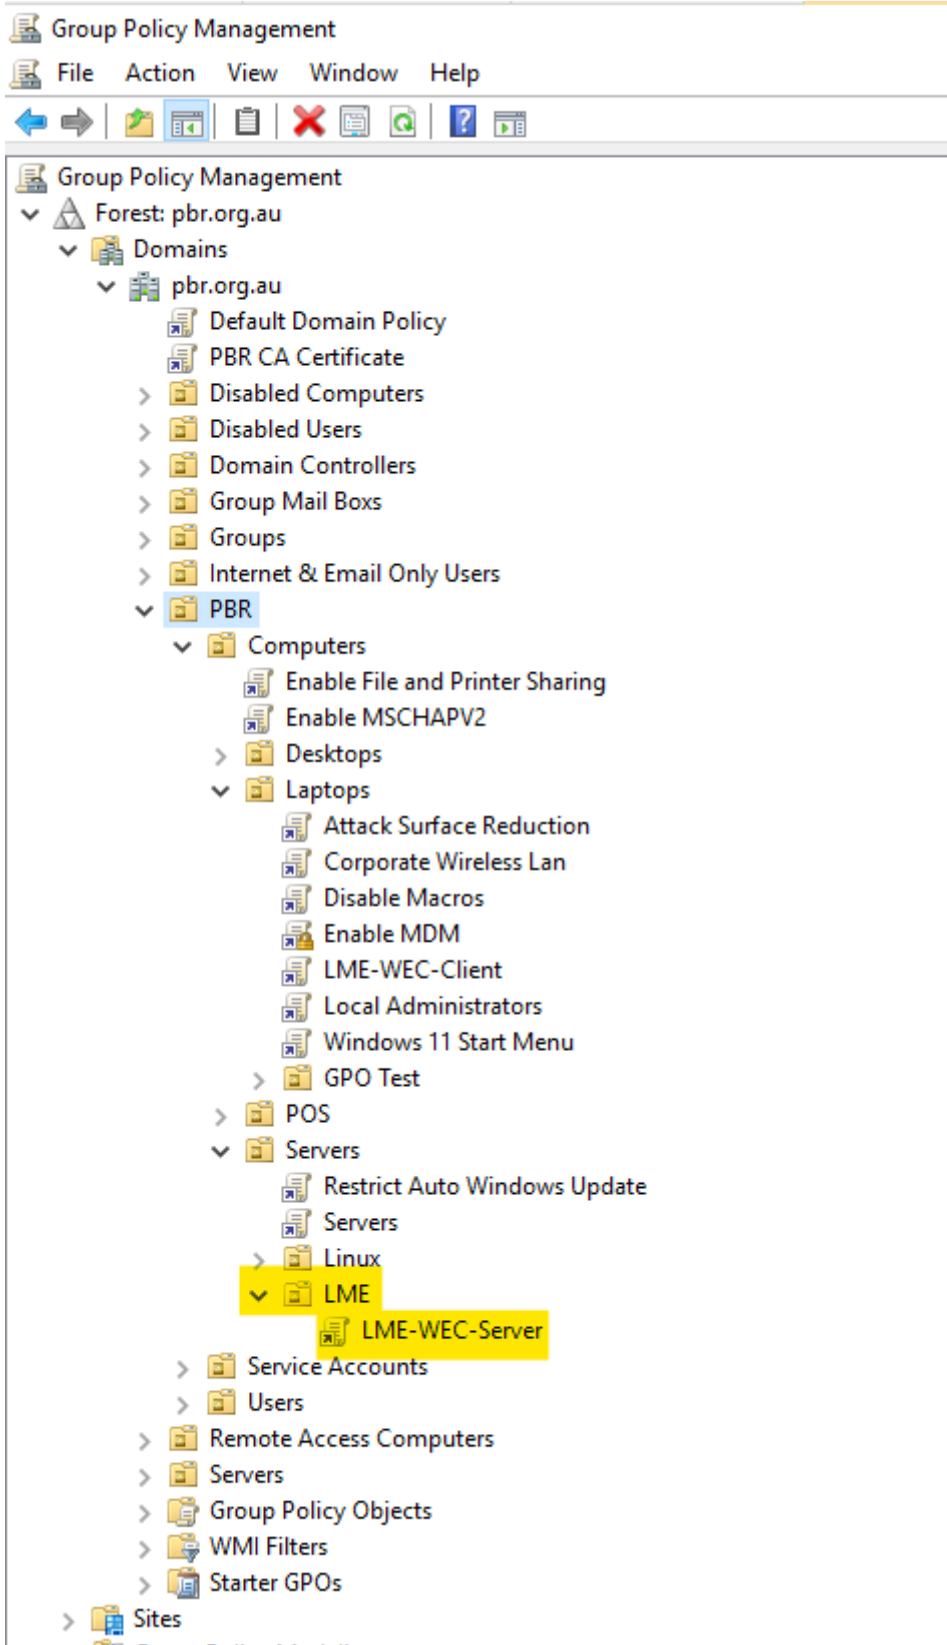 Group Policy Management
File Action View Window Help
Group Policy Management
Forest: pbr.org.au
Domains
pbr.org.au
Default Domain Policy
PBR CA Certificate
Disabled Computers
Disabled Users
Domain Controllers
Group Mail Boxs
Groups
Internet & Email Only Users
PBR
Computers
Enable File and Printer Sharing
Enable MSCHAPV2
Desktops
Laptops
Attack Surface Reduction
Corporate Wireless Lan
Disable Macros
Enable MDM
LME-WEC-Client
Local Administrators
Windows 11 Start Menu
GPO Test
POS
Servers
Restrict Auto Windows Update
Servers
Linux
LME
LME-WEC-Server
Service Accounts
Users
Remote Access Computers
Servers
Group Policy Objects
WMI Filters
Starter GPOs
Sites